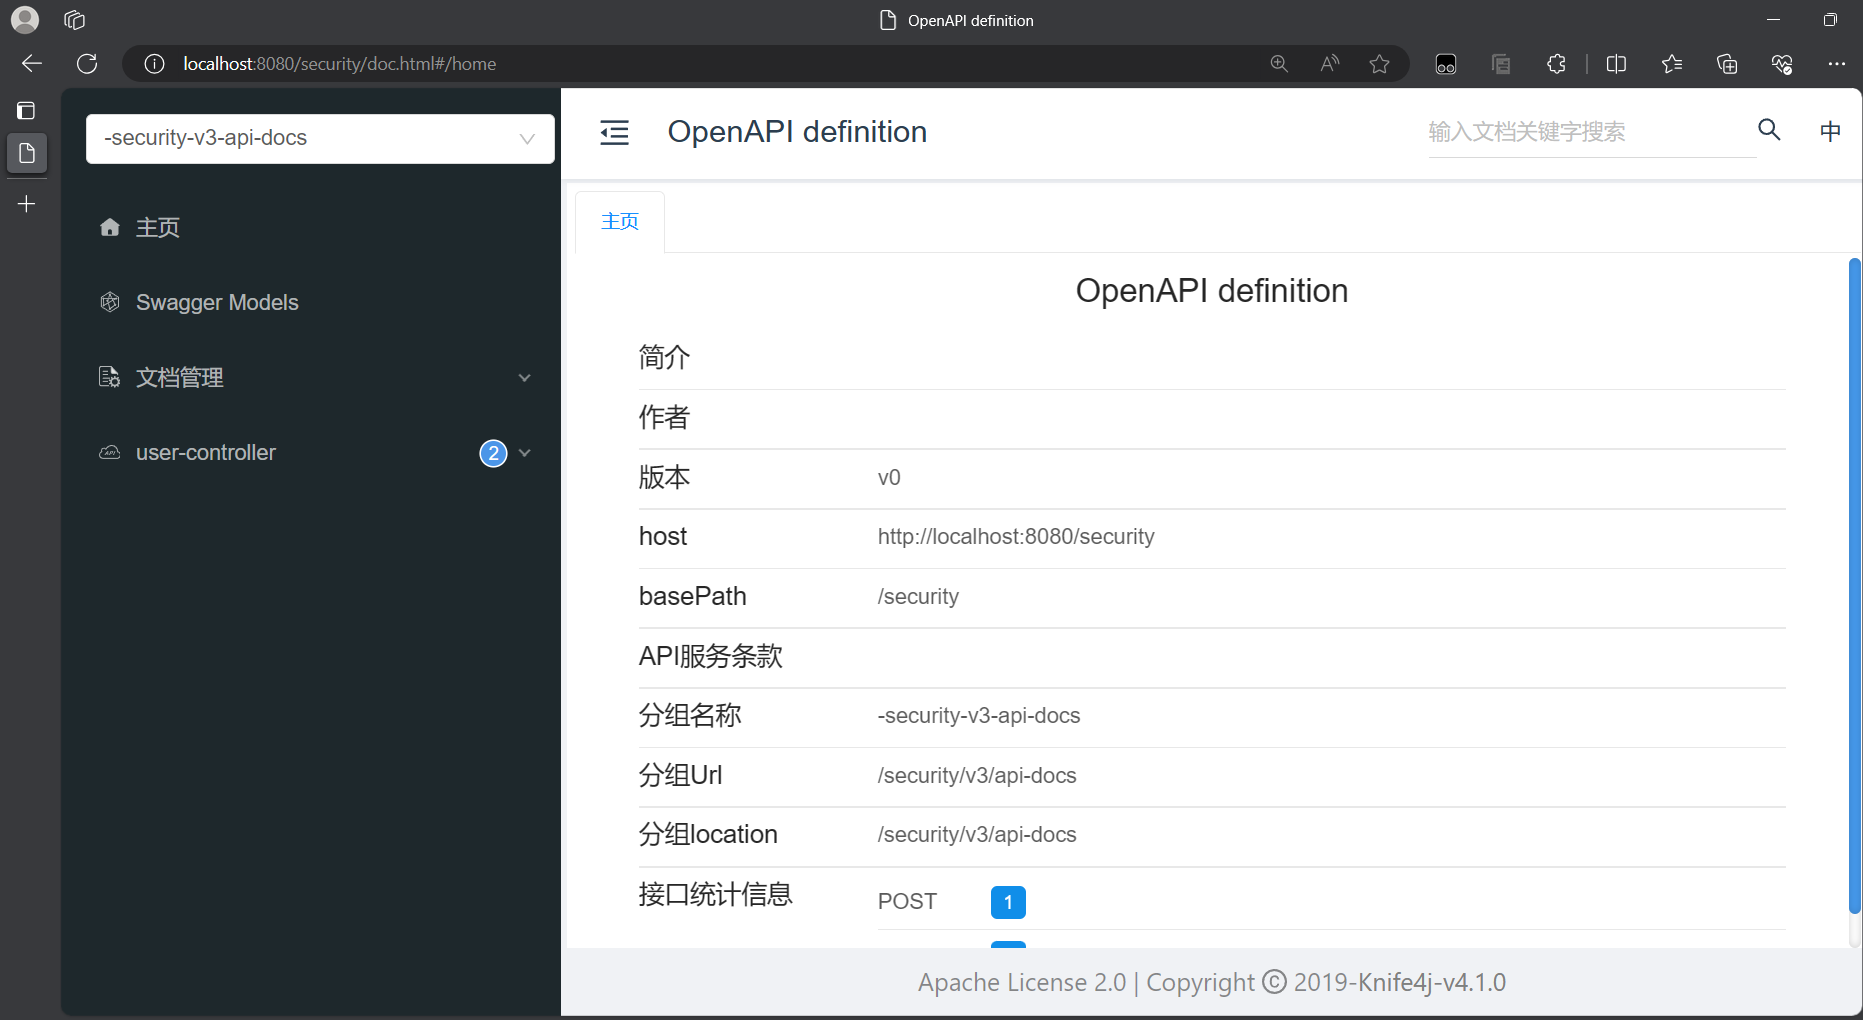 OpenAPI definition
localhost:8080/security/doc.html#/home
-security-v3-api-docs
主页
Swagger Models
文档管理
user-controller 2
OpenAPI definition
输入文档关键字搜索
中
主页
OpenAPI definition
简介
作者
版本 v0
host http://localhost:8080/security
basePath /security
API服务条款
分组名称 -security-v3-api-docs
分组Url /security/v3/api-docs
分组location /security/v3/api-docs
接口统计信息 POST 1
Apache License 2.0 | Copyright © 2019-Knife4j-v4.1.0